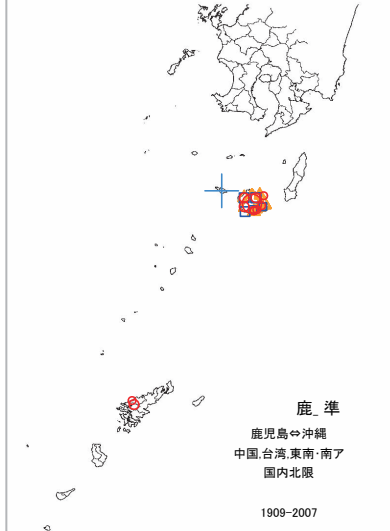 鹿_準
鹿児島⇔沖縄
中国,台湾,東南・南ア
国内北限
1909-2007